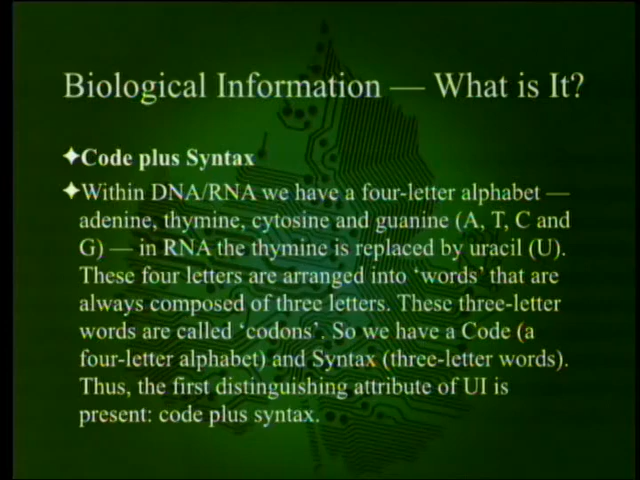 Biological Information — What is It?
✦Code plus Syntax
✦Within DNA/RNA we have a four-letter alphabet —
adenine, thymine, cytosine and guanine (A, T, C and
G) — in RNA the thymine is replaced by uracil (U).
These four letters are arranged into ‘words’ that are
always composed of three letters. These three-letter
words are called ‘codons’. So we have a Code (a
four-letter alphabet) and Syntax (three-letter words).
Thus, the first distinguishing attribute of UI is
present: code plus syntax.